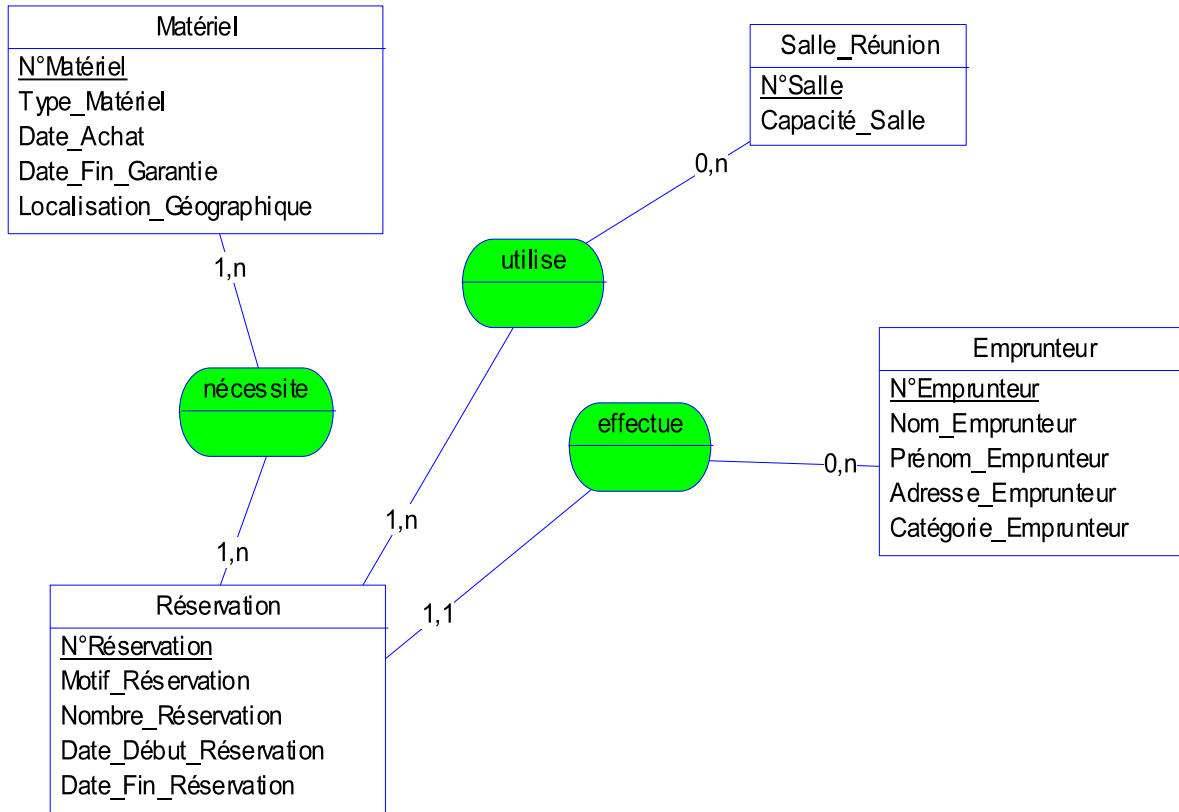 Matériel
N°Matériel
Type_Matériel
Date_Achat
Date_Fin_Garantie
Localisation_Géographique
Salle_Réunion
N°Salle
Capacité_Salle
0,n
1,n
utilise
nécessite
Emprunteur
N°Emprunteur
Nom_Emprunteur
Prénom_Emprunteur
Adresse_Emprunteur
Catégorie_Emprunteur
effectue
0,n
1,n
1,n
1,1
Réservation
N°Réservation
Motif_Réservation
Nombre_Réservation
Date_Début_Réservation
Date_Fin_Réservation